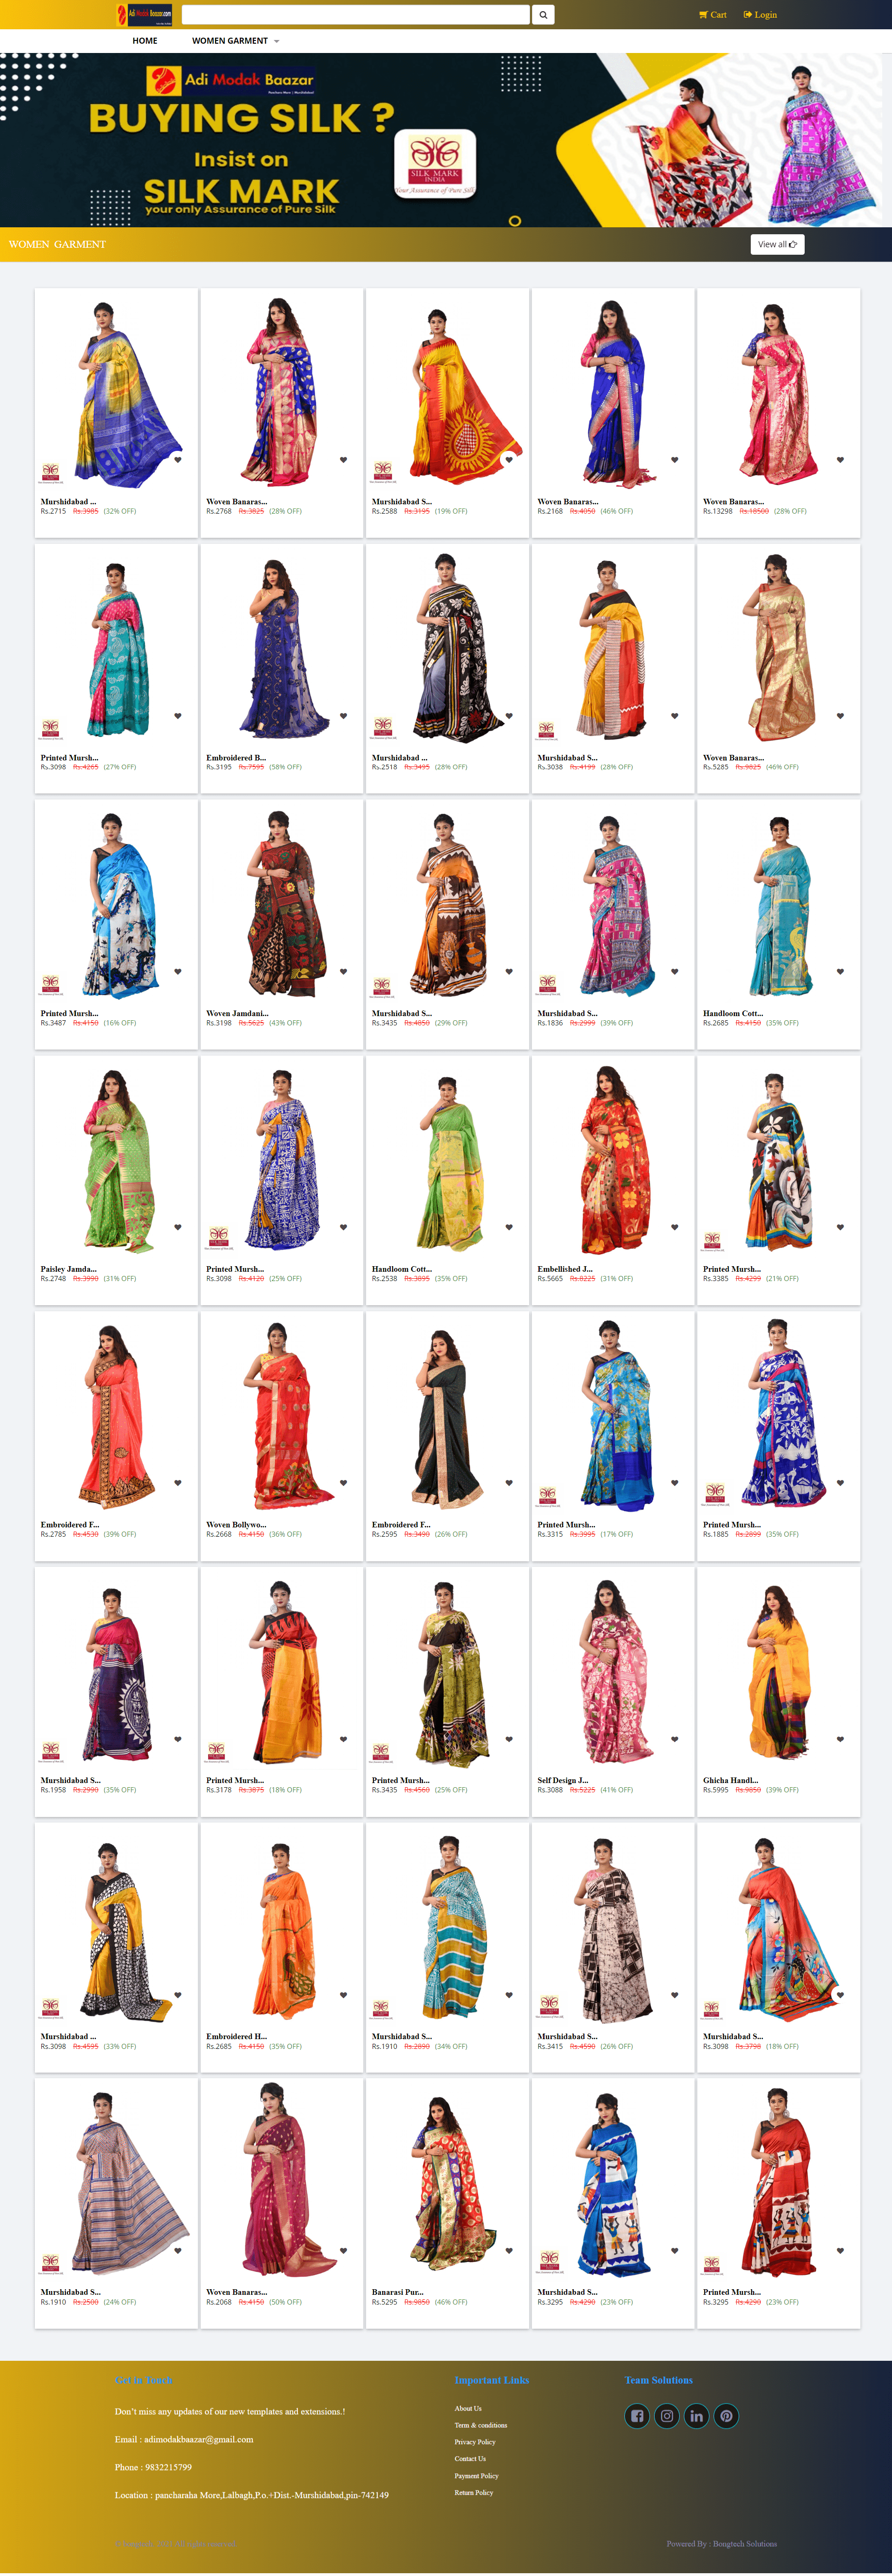 Adi Modak Baazar.com
Cart Login
HOME WOMEN GARMENT
Adi Modak Baazar
BUYING SILK ?
Insist on
SILK MARK
your only Assurance of Pure Silk
SILK MARK
INDIA
Your Assurance of Pure Silk
WOMEN GARMENT View all
Murshidabad ...
Rs.2715 Rs.3985 (32% OFF)
Woven Banaras...
Rs.2768 Rs.3825 (28% OFF)
Murshidabad S...
Rs.2588 Rs.3195 (19% OFF)
Woven Banaras...
Rs.2168 Rs.4050 (46% OFF)
Woven Banaras...
Rs.13298 Rs.18500 (28% OFF)
Printed Mursh...
Rs.3098 Rs.4265 (27% OFF)
Embroidered B...
Rs.3195 Rs.7595 (58% OFF)
Murshidabad ...
Rs.2518 Rs.3495 (28% OFF)
Murshidabad S...
Rs.3038 Rs.4199 (28% OFF)
Woven Banaras...
Rs.5285 Rs.9825 (46% OFF)
Printed Mursh...
Rs.3487 Rs.4150 (16% OFF)
Woven Jamdani...
Rs.3198 Rs.5625 (43% OFF)
Murshidabad S...
Rs.3435 Rs.4850 (29% OFF)
Murshidabad S...
Rs.1836 Rs.2999 (39% OFF)
Handloom Cott...
Rs.2685 Rs.4150 (35% OFF)
Paisley Jamda...
Rs.2748 Rs.3990 (31% OFF)
Printed Mursh...
Rs.3098 Rs.4120 (25% OFF)
Handloom Cott...
Rs.2538 Rs.3895 (35% OFF)
Embellished J...
Rs.5665 Rs.8225 (31% OFF)
Printed Mursh...
Rs.3385 Rs.4299 (21% OFF)
Embroidered F...
Rs.2785 Rs.4530 (39% OFF)
Woven Bollywo...
Rs.2668 Rs.4150 (36% OFF)
Embroidered F...
Rs.2595 Rs.3490 (26% OFF)
Printed Mursh...
Rs.3315 Rs.3995 (17% OFF)
Printed Mursh...
Rs.1885 Rs.2899 (35% OFF)
Murshidabad S...
Rs.1958 Rs.2990 (35% OFF)
Printed Mursh...
Rs.3178 Rs.3875 (18% OFF)
Printed Mursh...
Rs.3435 Rs.4560 (25% OFF)
Self Design J...
Rs.3088 Rs.5225 (41% OFF)
Ghicha Handl...
Rs.5995 Rs.9850 (39% OFF)
Murshidabad ...
Rs.3098 Rs.4595 (33% OFF)
Embroidered H...
Rs.2685 Rs.4150 (35% OFF)
Murshidabad S...
Rs.1910 Rs.2890 (34% OFF)
Murshidabad S...
Rs.3415 Rs.4590 (26% OFF)
Murshidabad S...
Rs.3098 Rs.3798 (18% OFF)
Murshidabad S...
Rs.1910 Rs.2500 (24% OFF)
Woven Banaras...
Rs.2068 Rs.4150 (50% OFF)
Banarasi Pur...
Rs.5295 Rs.9850 (46% OFF)
Murshidabad S...
Rs.3295 Rs.4290 (23% OFF)
Printed Mursh...
Rs.3295 Rs.4290 (23% OFF)
Get in Touch
Don't miss any updates of our new templates and extensions.!
Email : adimodakbaazar@gmail.com
Phone : 9832215799
Location : pancharaha More,Lalbagh,P.o.+Dist.-Murshidabad,pin-742149
Important Links
About Us
Term & conditions
Privacy Policy
Contact Us
Payment Policy
Return Policy
Team Solutions
Powered By : Bongtech Solutions